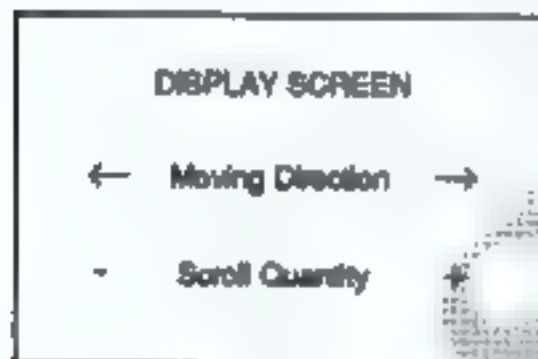 DISPLAY SCREEN
← Moving Direction →
- Scroll Quantity +